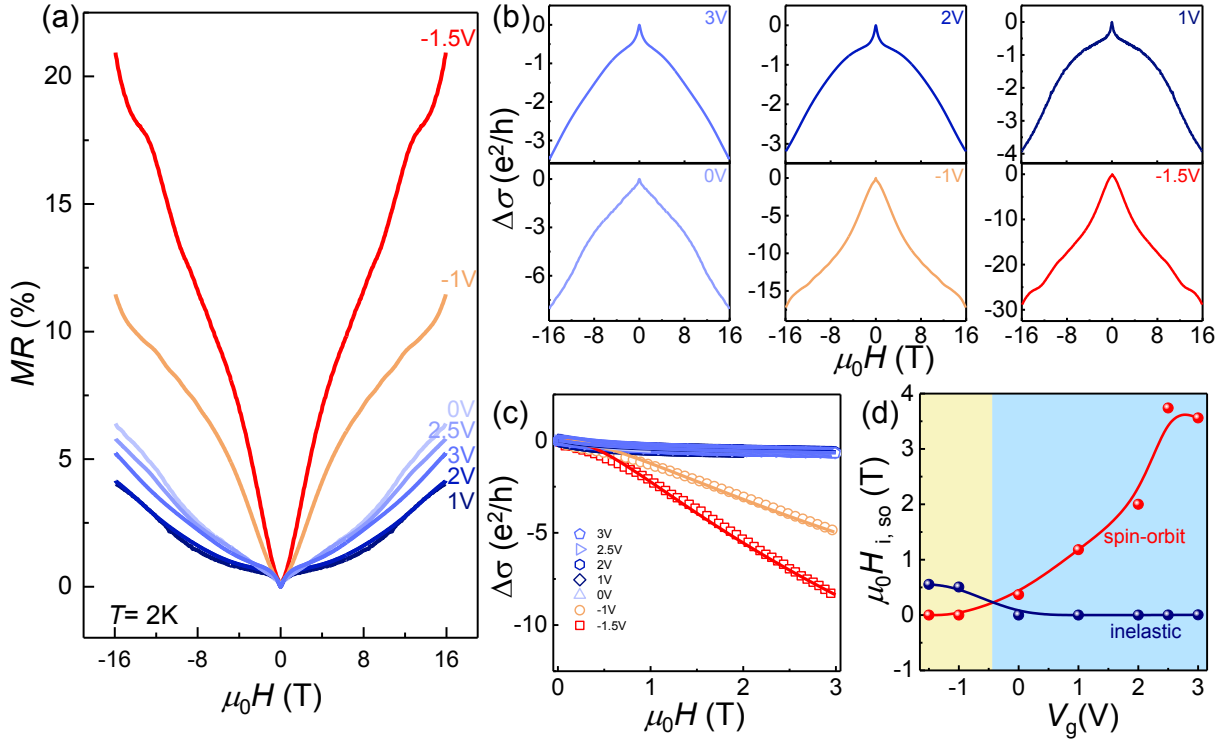 (a)
MR (%)
20
15
10
5
0
-1.5V
-1V
0V
2.5V
3V
2V
1V
T= 2K
-16 -8 0 8 16
μ₀H (T)
(b)
Δσ (e²/h)
0
-1
-2
-3
3V
0
-1
-2
-3
2V
0
-1
-2
-3
-4
1V
0
-3
-6
0V
0
-5
-10
-15
-1V
0
-10
-20
-30
-1.5V
-16 -8 0 8 16
-16 -8 0 8 16
-16 -8 0 8 16
μ₀H (T)
μ₀H (T)
(c)
Δσ (e²/h)
0
-5
-10
3V
2.5V
2V
1V
0V
-1V
-1.5V
0 1 2 3
μ₀H (T)
(d)
μ₀H i, so (T)
4
3
2
1
0
-1
spin-orbit
inelastic
-1 0 1 2 3
Vg(V)